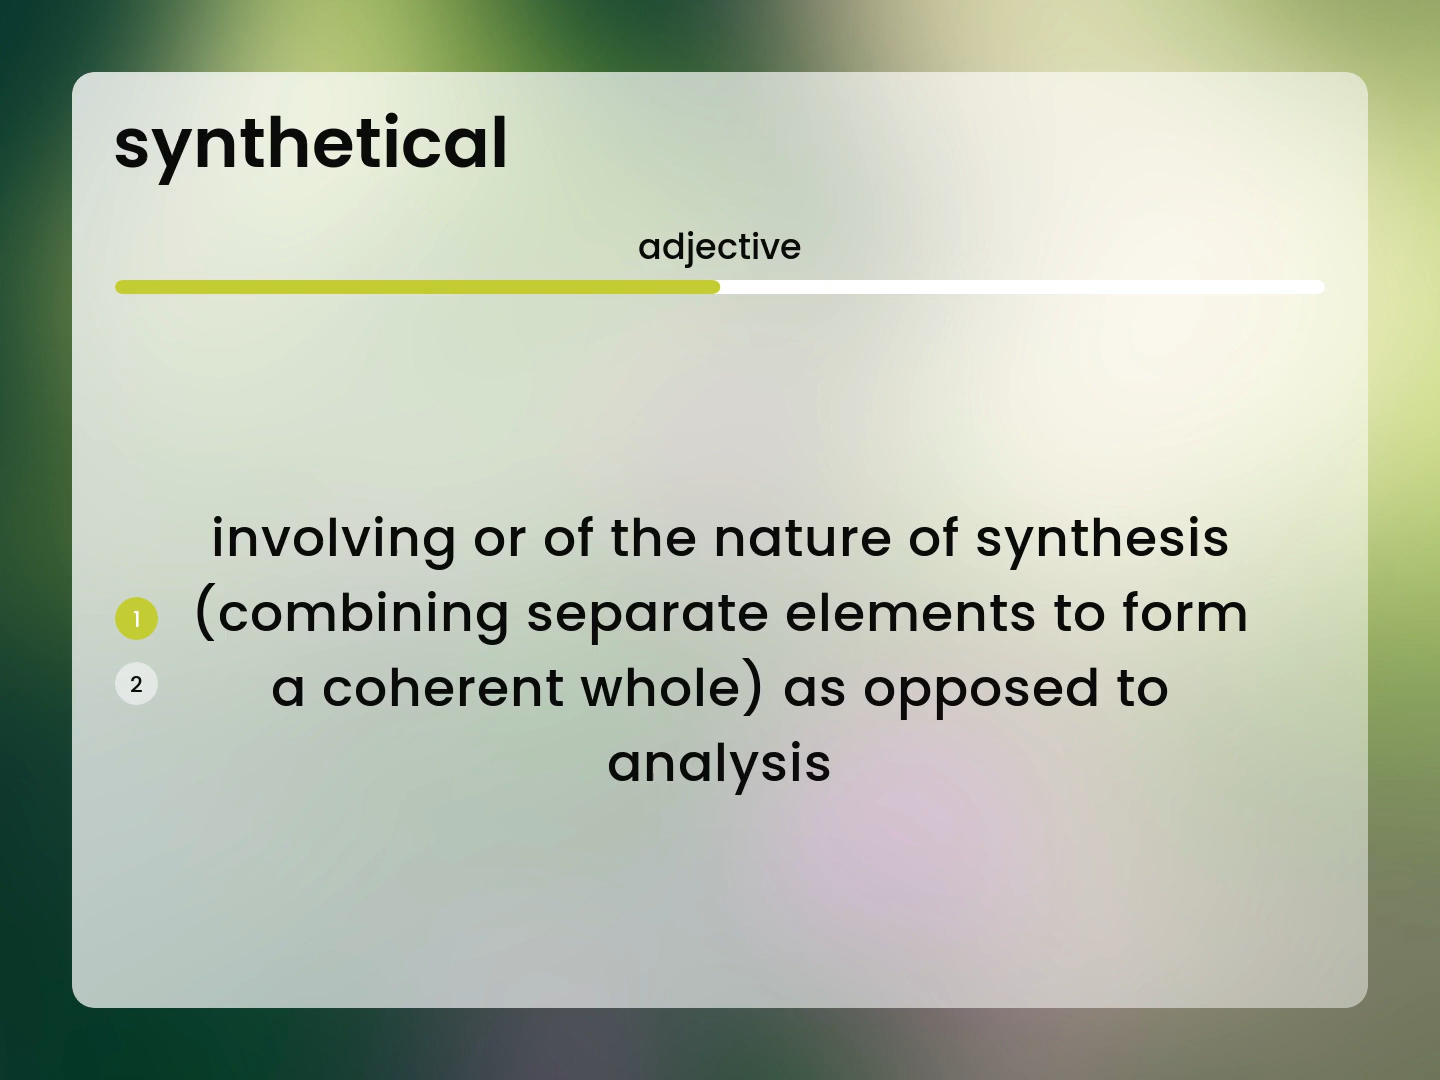 synthetical
adjective
involving or of the nature of synthesis
(combining separate elements to form
a coherent whole) as opposed to
analysis
1
2